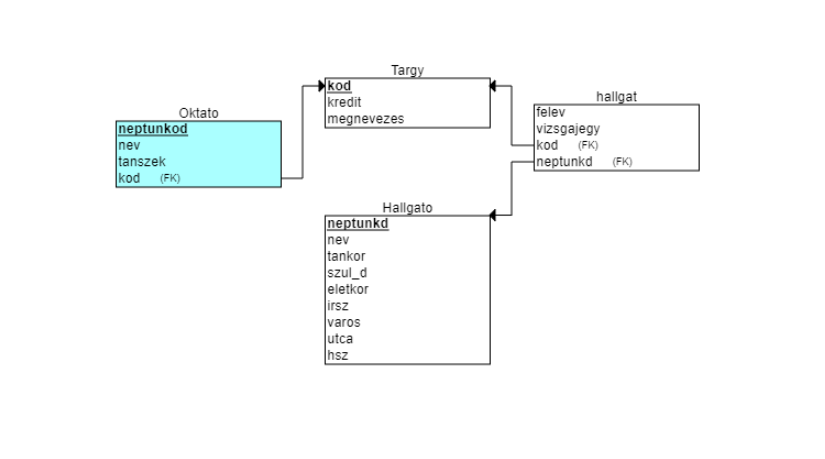 Targy
kod
kredit
megnevezes
Oktato
neptunkod
nev
tanszek
kod (FK)
hallgat
felev
vizsgajegy
kod (FK)
neptunkd (FK)
Hallgato
neptunkd
nev
tankor
szul_d
eletkor
irsz
varos
utca
hsz